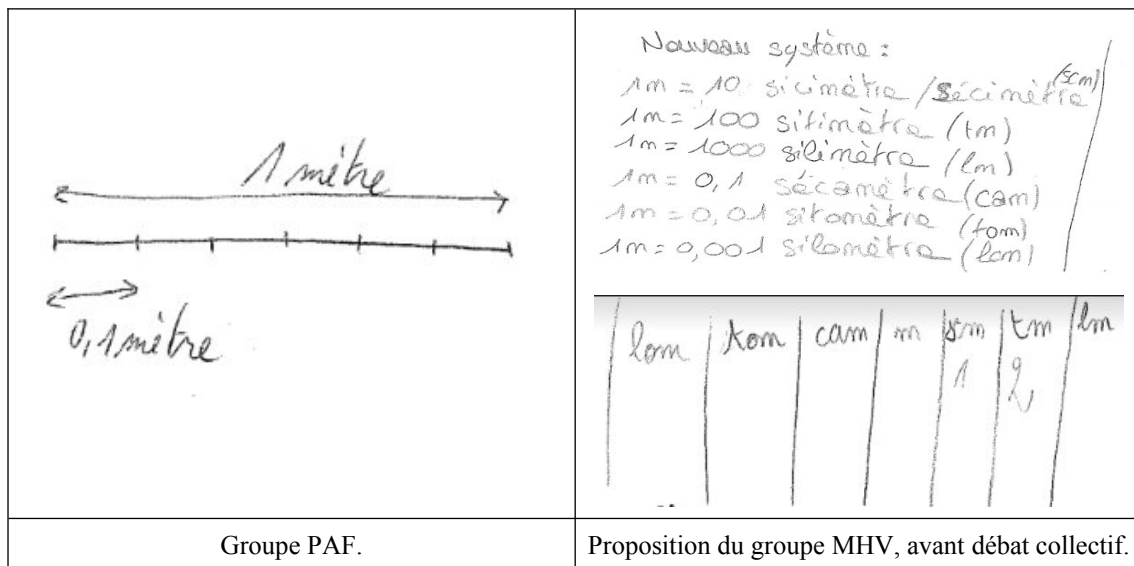 1 mètre
0,1 mètre
Groupe PAF.
Nouveau système :
1m = 10 sicimètre / sécimètre (scm)
1m = 100 sitimètre (tm)
1m = 1000 silimètre (lm)
1m = 0,1 sécamètre (cam)
1m = 0,01 sitomètre (tom)
1m = 0,001 silomètre (lom)
lom tom cam m sm tm lm
1 2
Proposition du groupe MHV, avant débat collectif.